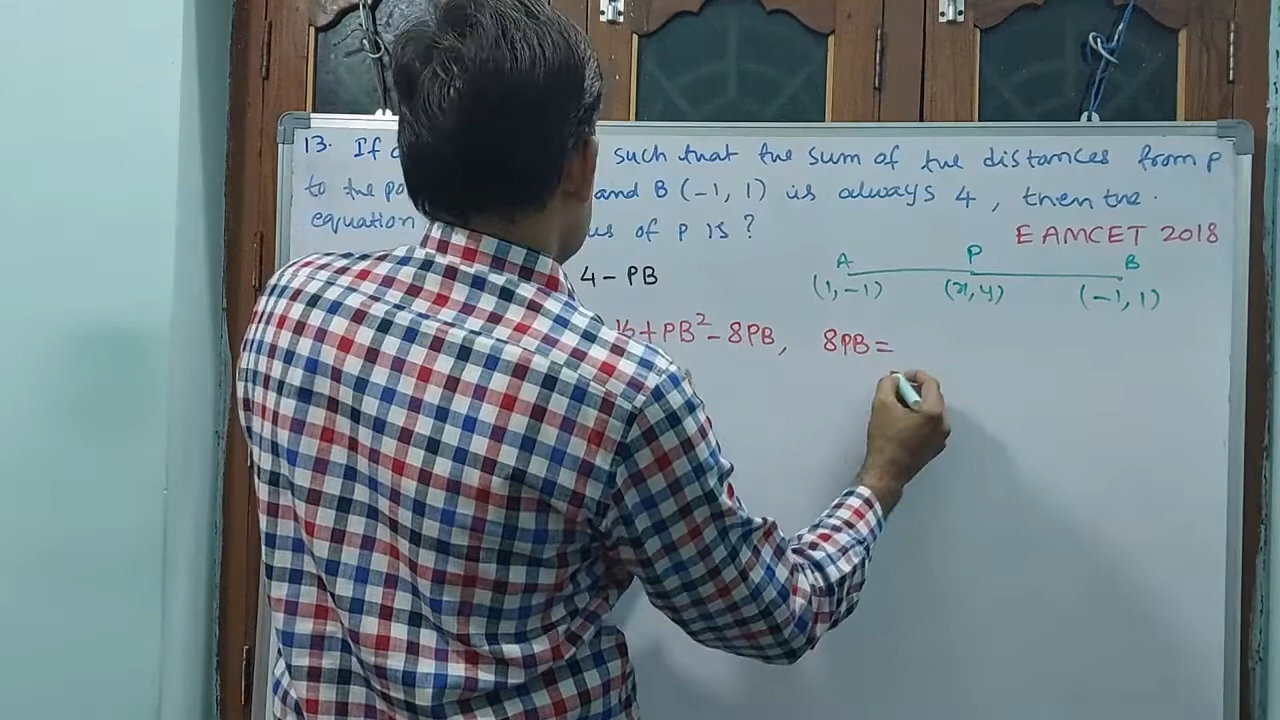 13. If such that the sum of the distances from P
to the and B (-1, 1) is always 4, then the.
equation of P is ?
EAMCET 2018
A P B
4 - PB (1, -1) (x, y) (-1, 1)
16 + PB² - 8PB, 8PB =